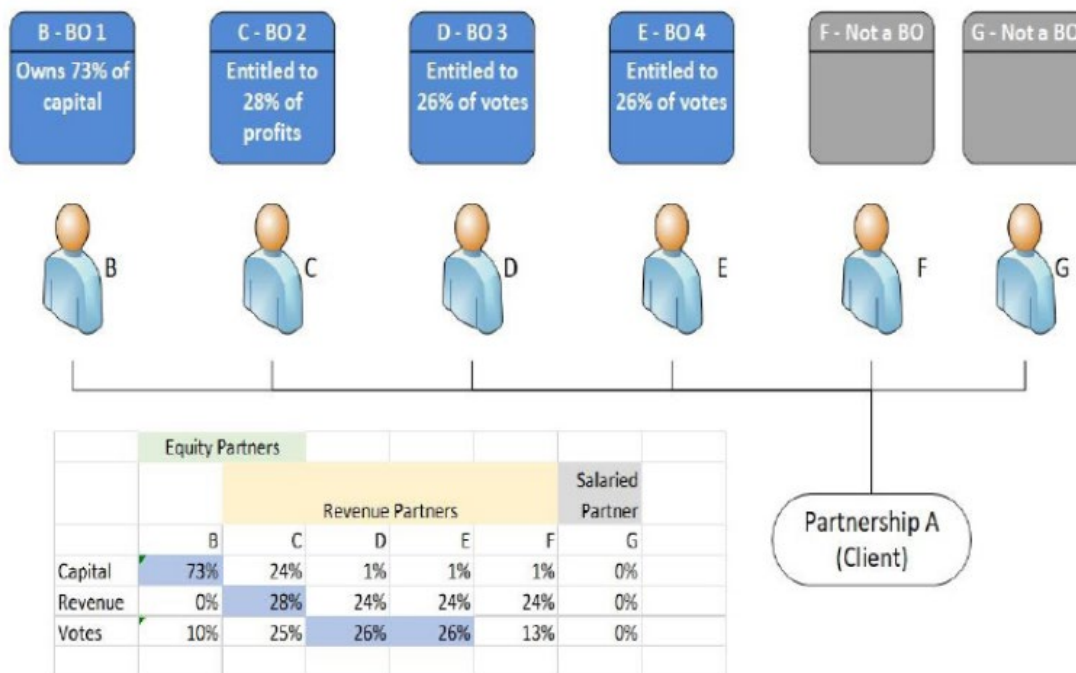 B - BO 1
Owns 73% of
capital
C - BO 2
Entitled to
28% of
profits
D - BO 3
Entitled to
26% of votes
E - BO 4
Entitled to
26% of votes
F - Not a BO
G - Not a BO
B
C
D
E
F
G
Equity Partners
Revenue Partners
Salaried
Partner
B C D E F G
Capital 73% 24% 1% 1% 1% 0%
Revenue 0% 28% 24% 24% 24% 0%
Votes 10% 25% 26% 26% 13% 0%
Partnership A
(Client)